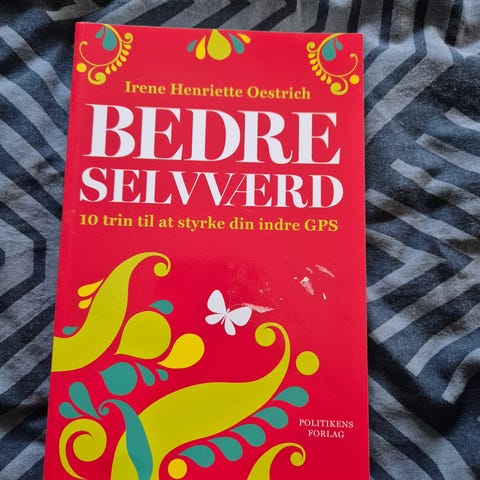 Irene Henriette Oestrich
BEDRE
SELVVÆRD
10 trin til at styrke din indre GPS
POLITIKENS
FORLAG